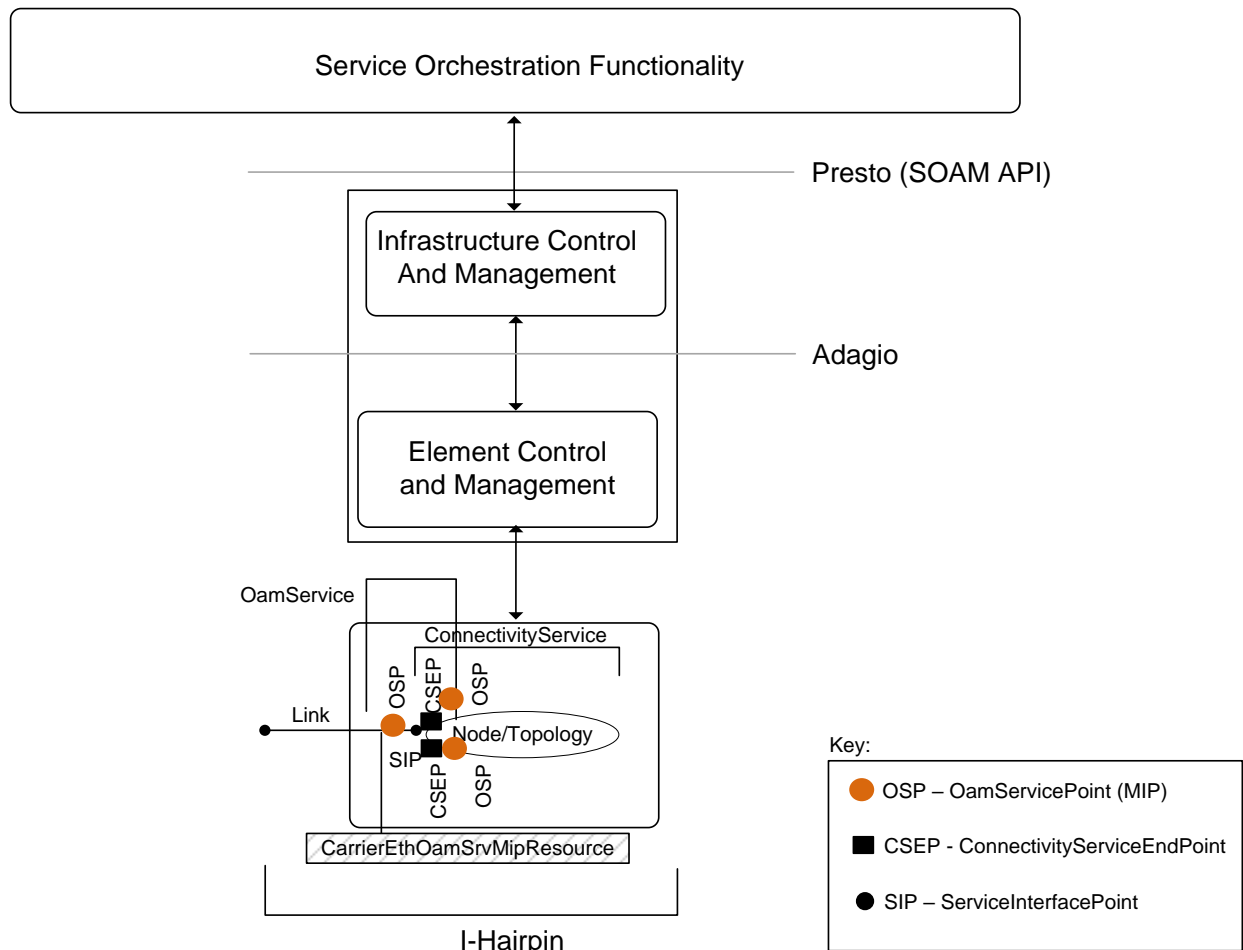 Service Orchestration Functionality
Presto (SOAM API)
Infrastructure Control
And Management
Adagio
Element Control
and Management
OamService
ConnectivityService
OSP
CSEP
OSP
Link
Node/Topology
SIP
CSEP
OSP
CarrierEthOamSrvMipResource
I-Hairpin
Key:
OSP – OamServicePoint (MIP)
CSEP - ConnectivityServiceEndPoint
SIP – ServiceInterfacePoint